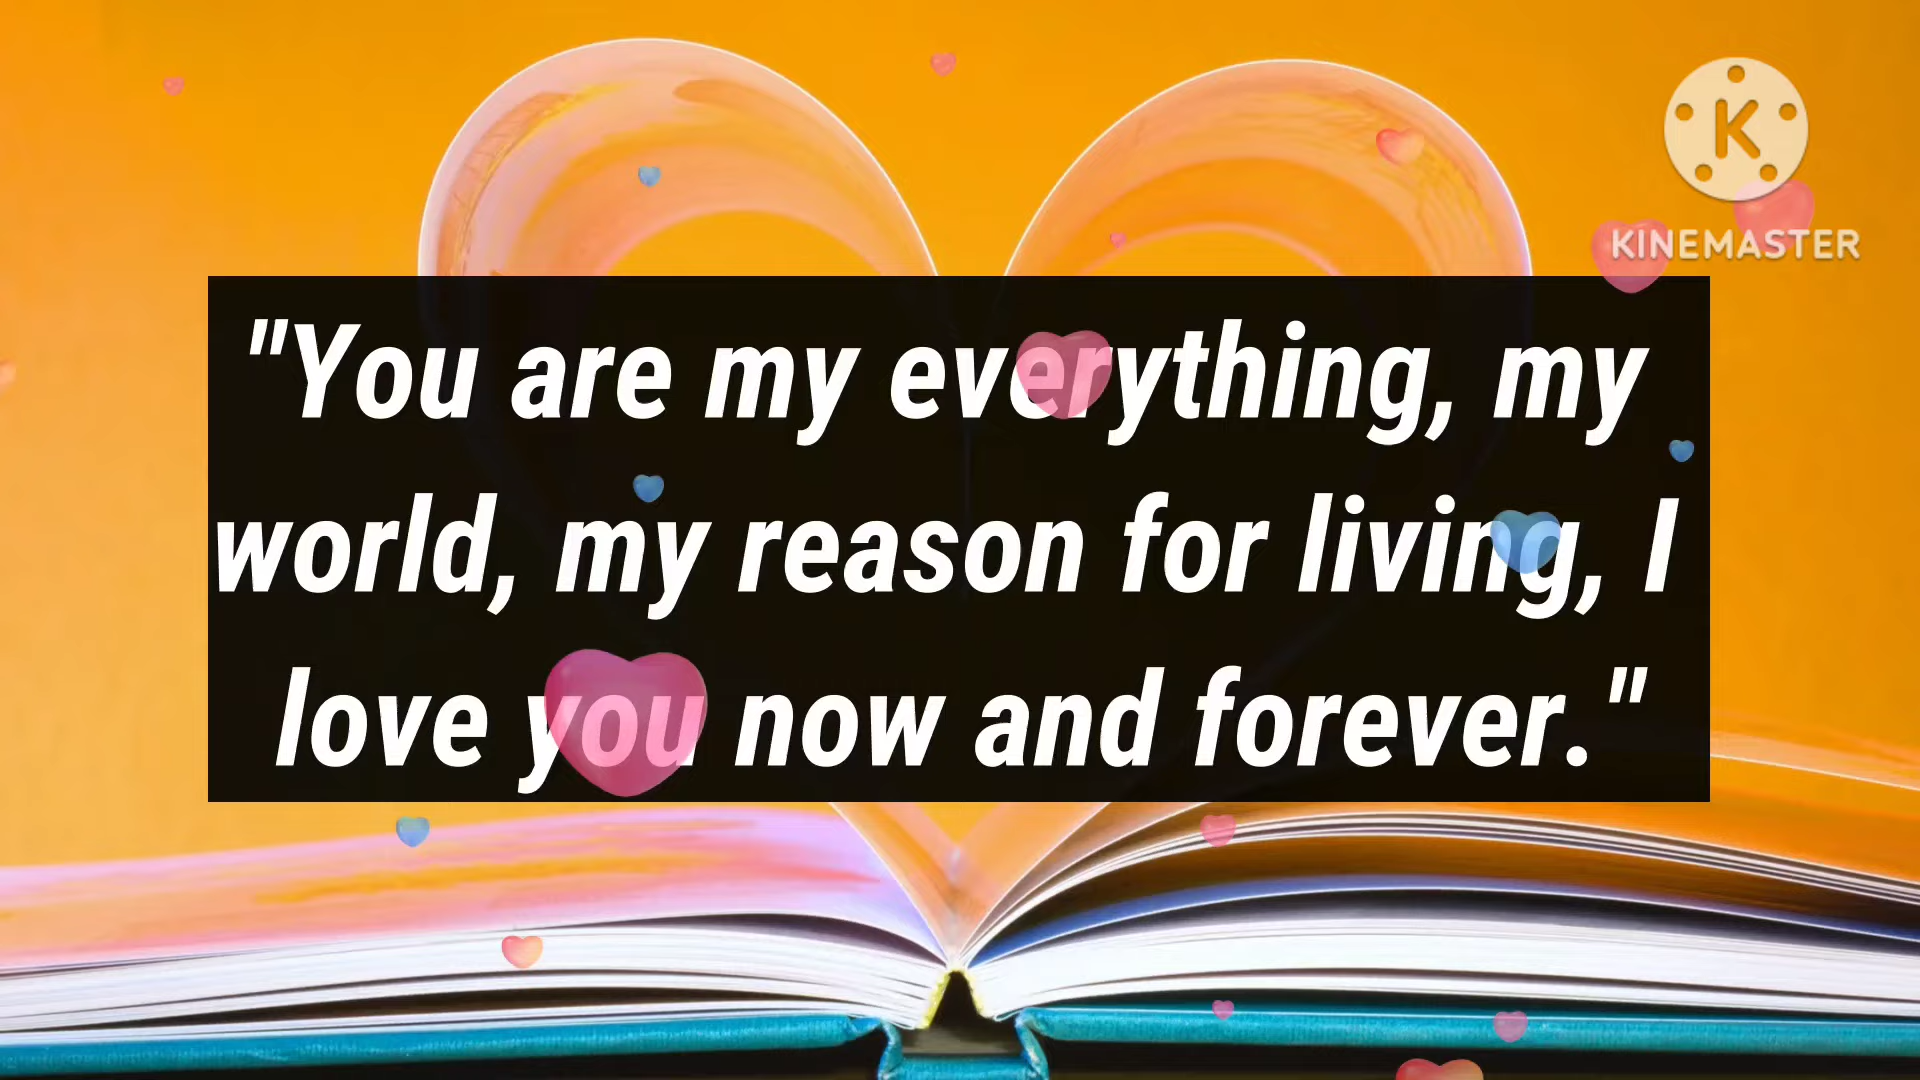 K
KINEMASTER
"You are my everything, my
world, my reason for living, I
love you now and forever."